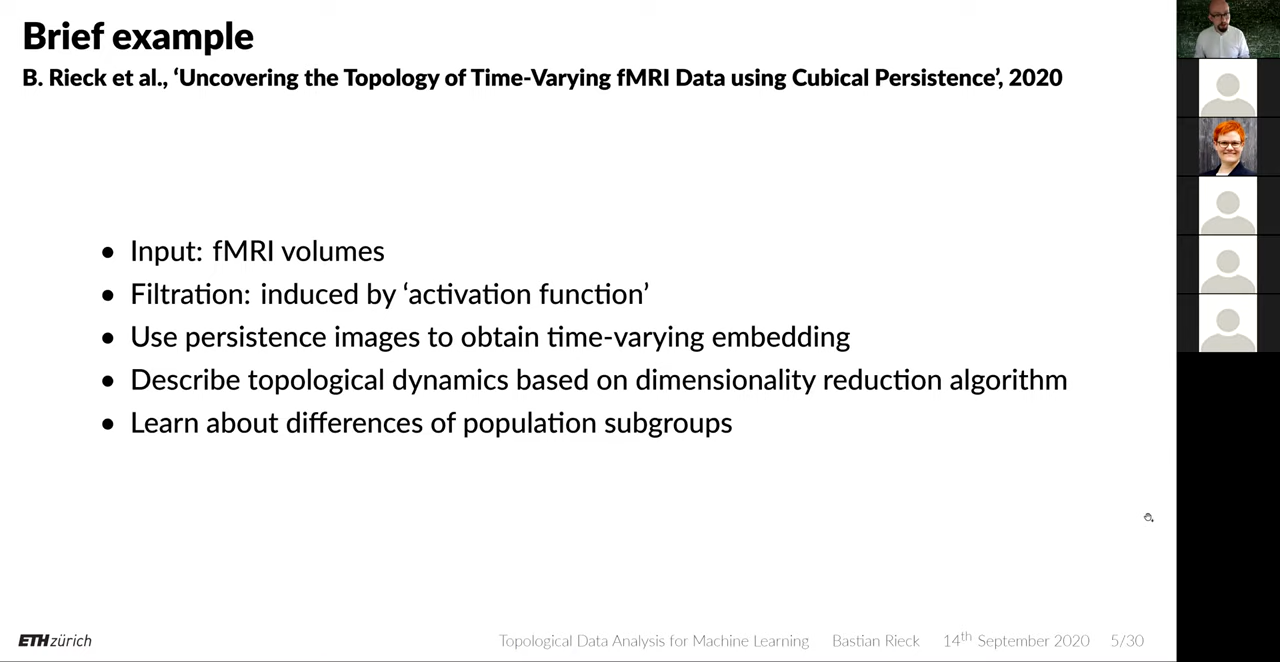 Brief example
B. Rieck et al., ‘Uncovering the Topology of Time-Varying fMRI Data using Cubical Persistence’, 2020
• Input: fMRI volumes
• Filtration: induced by ‘activation function’
• Use persistence images to obtain time-varying embedding
• Describe topological dynamics based on dimensionality reduction algorithm
• Learn about differences of population subgroups
ETH zürich
Topological Data Analysis for Machine Learning Bastian Rieck 14th September 2020 5/30